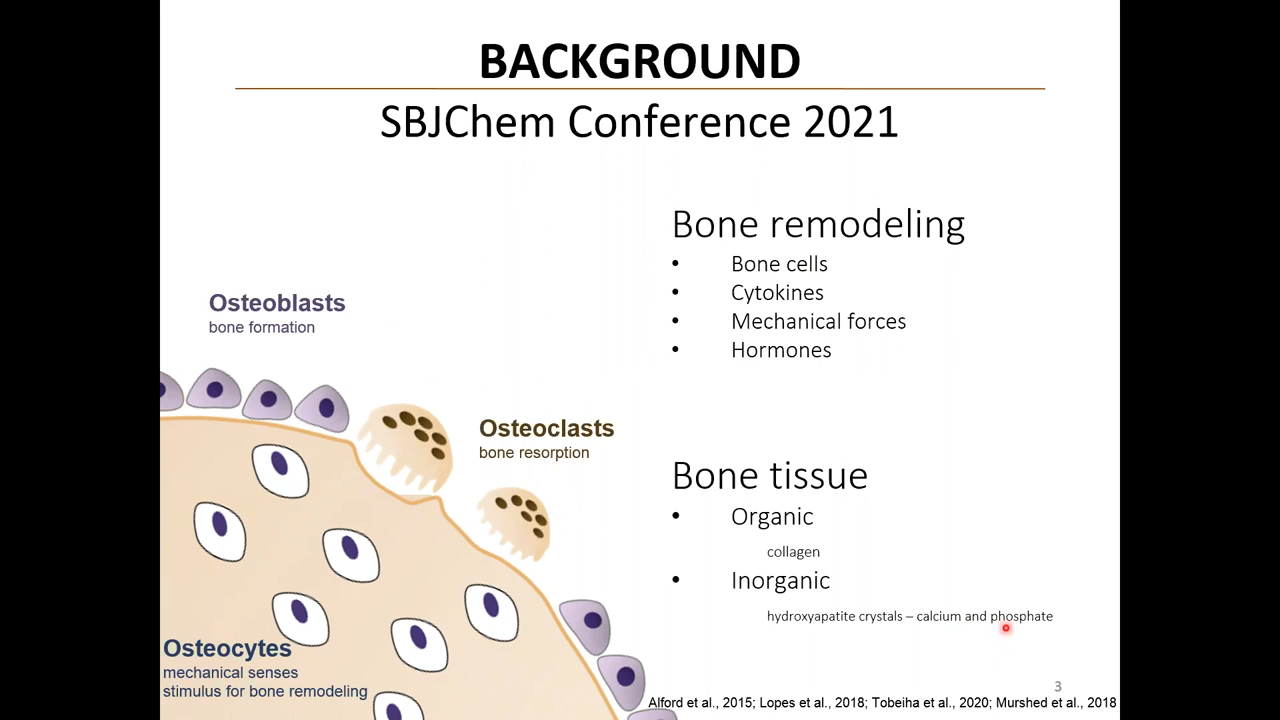 BACKGROUND
SBJChem Conference 2021
Osteoblasts
bone formation
Osteoclasts
bone resorption
Osteocytes
mechanical senses
stimulus for bone remodeling
Bone remodeling
• Bone cells
• Cytokines
• Mechanical forces
• Hormones
Bone tissue
• Organic
collagen
• Inorganic
hydroxyapatite crystals – calcium and phosphate
3
Alford et al., 2015; Lopes et al., 2018; Tobeiha et al., 2020; Murshed et al., 2018